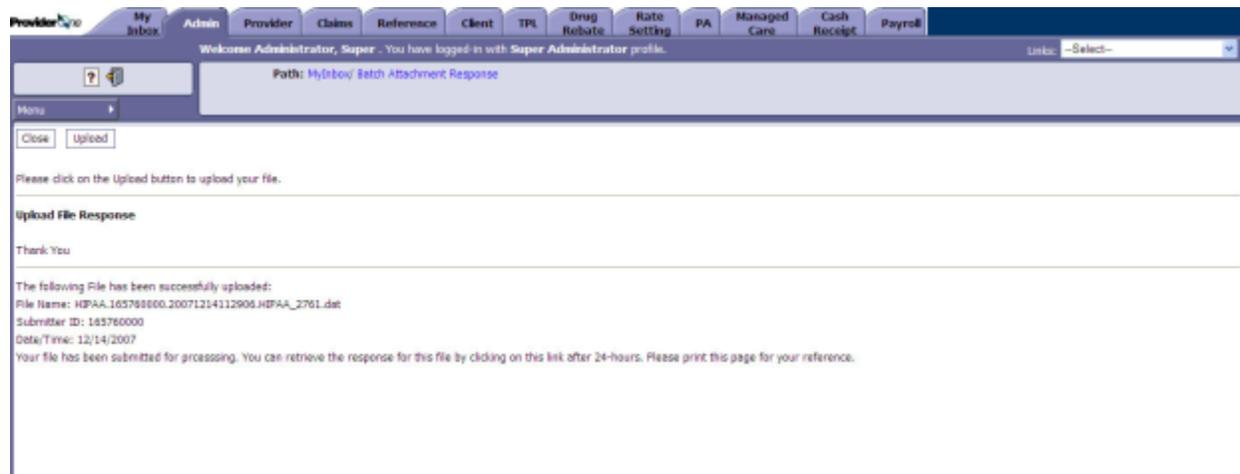 ProviderOne
My Inbox
Admin
Provider
Claims
Reference
Client
TPL
Drug Rebate
Rate Setting
PA
Managed Care
Cash Receipt
Payroll
Welcome Administrator, Super . You have logged-in with Super Administrator profile.
Links: --Select--
?
Path: MyInbox/ Batch Attachment Response
Menu
Close
Upload
Please click on the Upload button to upload your file.
Upload File Response
Thank You
The following File has been successfully uploaded:
File Name: HIPAA.165760000.20071214112906.HIPAA_2761.dat
Submitter ID: 165760000
Date/Time: 12/14/2007
Your file has been submitted for prcesssing. You can retrieve the response for this file by clicking on this link after 24-hours. Please print this page for your reference.